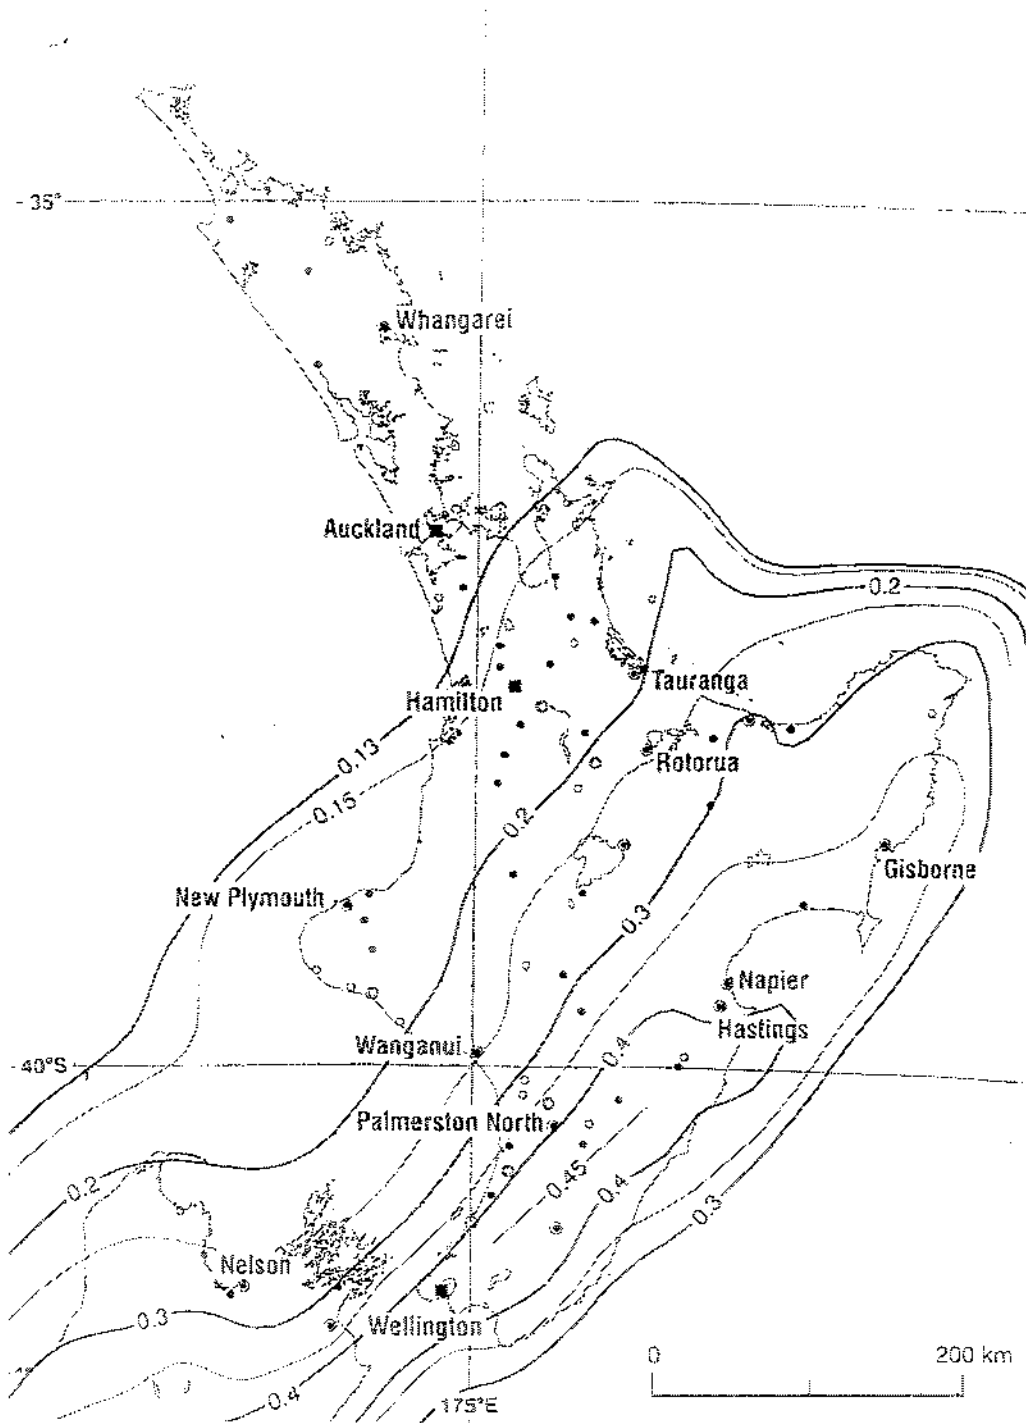 35°
Whangarei
Auckland
0.2
Tauranga
Hamilton
Rotorua
0.13
0.15
0.2
Gisborne
New Plymouth
0.3
Napier
Hastings
Wanganui
0.4
40°S
Palmerston North
0.45
0.4
0.2
0.3
Nelson
0.3
Wellington
0.4
0 200 km
175°E